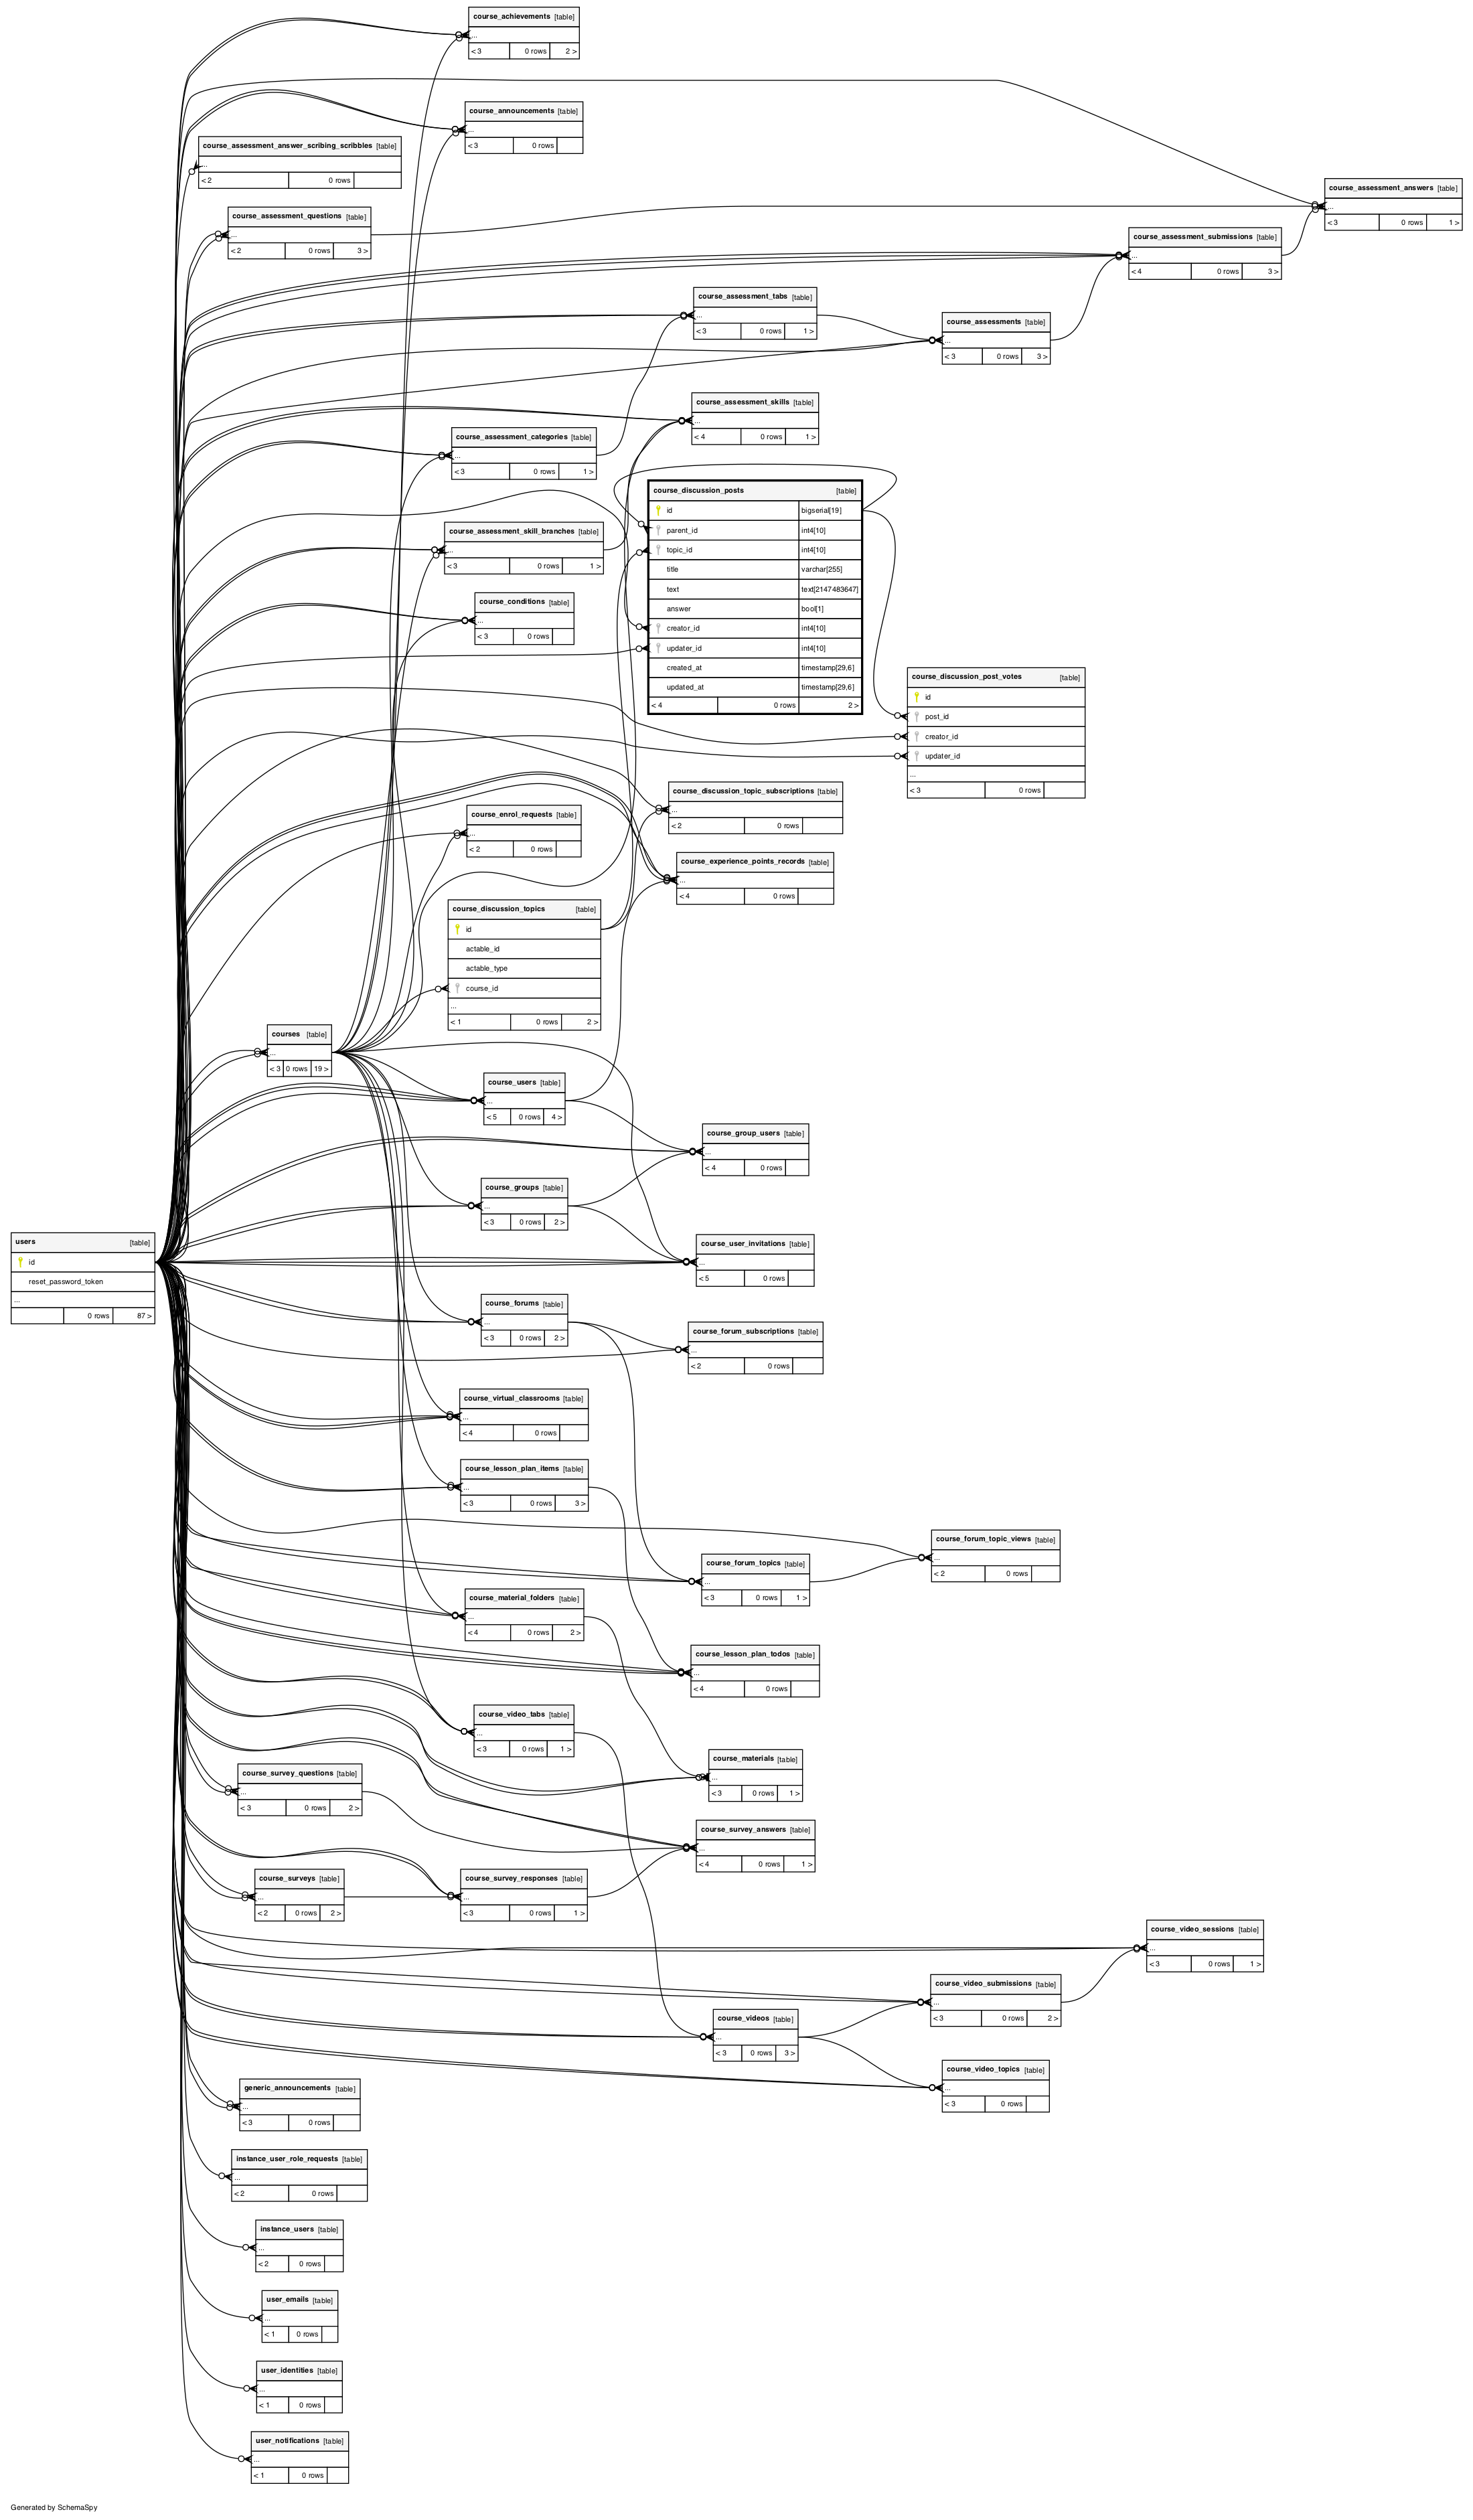 course_achievements [table]
...
< 3 0 rows 2 >
course_announcements [table]
...
< 3 0 rows
course_assessment_answer_scribing_scribbles [table]
...
< 2 0 rows
course_assessment_answers [table]
...
< 3 0 rows 1 >
course_assessment_questions [table]
...
< 2 0 rows 3 >
course_assessment_submissions [table]
...
< 4 0 rows 3 >
course_assessment_tabs [table]
...
< 3 0 rows 1 >
course_assessments [table]
...
< 3 0 rows 3 >
course_assessment_skills [table]
...
< 4 0 rows 1 >
course_assessment_categories [table]
...
< 3 0 rows 1 >
course_discussion_posts [table]
id bigserial[19]
parent_id int4[10]
topic_id int4[10]
title varchar[255]
text text[2147483647]
answer bool[1]
creator_id int4[10]
updater_id int4[10]
created_at timestamp[29,6]
updated_at timestamp[29,6]
< 4 0 rows 2 >
course_assessment_skill_branches [table]
...
< 3 0 rows 1 >
course_conditions [table]
...
< 3 0 rows
course_discussion_post_votes [table]
id
post_id
creator_id
updater_id
...
< 3 0 rows
course_discussion_topic_subscriptions [table]
...
< 2 0 rows
course_enrol_requests [table]
...
< 2 0 rows
course_experience_points_records [table]
...
< 4 0 rows
course_discussion_topics [table]
id
actable_id
actable_type
course_id
...
< 1 0 rows 2 >
courses [table]
...
< 3 0 rows 19 >
course_users [table]
...
< 5 0 rows 4 >
course_group_users [table]
...
< 4 0 rows
course_groups [table]
...
< 3 0 rows 2 >
users [table]
id
reset_password_token
...
0 rows 87 >
course_user_invitations [table]
...
< 5 0 rows
course_forums [table]
...
< 3 0 rows 2 >
course_forum_subscriptions [table]
...
< 2 0 rows
course_virtual_classrooms [table]
...
< 4 0 rows
course_lesson_plan_items [table]
...
< 3 0 rows 3 >
course_forum_topic_views [table]
...
< 2 0 rows
course_forum_topics [table]
...
< 3 0 rows 1 >
course_material_folders [table]
...
< 4 0 rows 2 >
course_lesson_plan_todos [table]
...
< 4 0 rows
course_video_tabs [table]
...
< 3 0 rows 1 >
course_materials [table]
...
< 3 0 rows 1 >
course_survey_questions [table]
...
< 3 0 rows 2 >
course_survey_answers [table]
...
< 4 0 rows 1 >
course_surveys [table]
...
< 2 0 rows 2 >
course_survey_responses [table]
...
< 3 0 rows 1 >
course_video_sessions [table]
...
< 3 0 rows 1 >
course_video_submissions [table]
...
< 3 0 rows 2 >
course_videos [table]
...
< 3 0 rows 3 >
course_video_topics [table]
...
< 3 0 rows
generic_announcements [table]
...
< 3 0 rows
instance_user_role_requests [table]
...
< 2 0 rows
instance_users [table]
...
< 2 0 rows
user_emails [table]
...
< 1 0 rows
user_identities [table]
...
< 1 0 rows
user_notifications [table]
...
< 1 0 rows
Generated by SchemaSpy